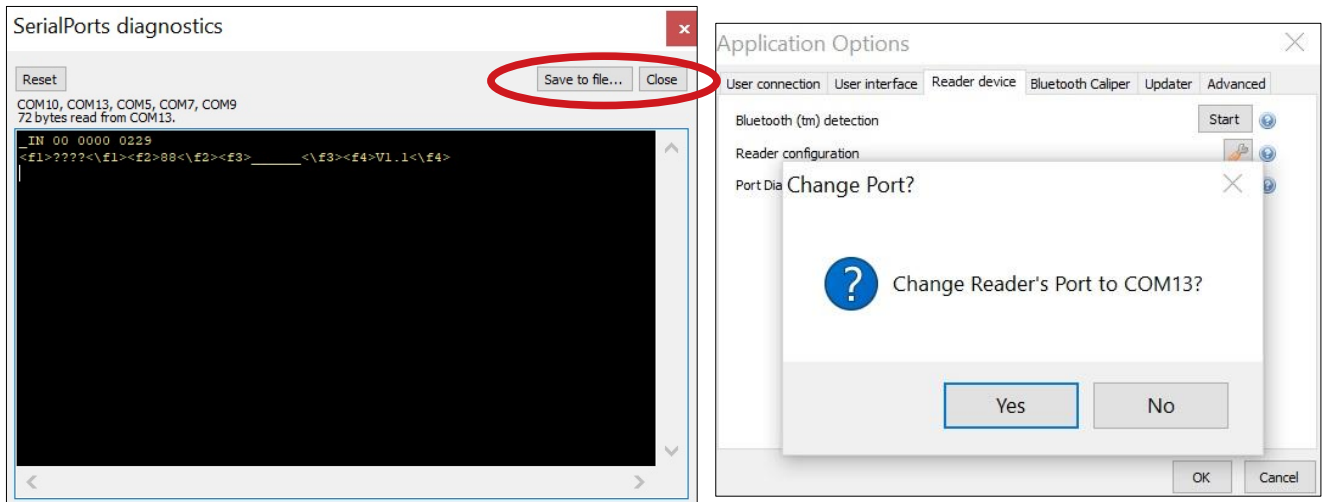 SerialPorts diagnostics
x
Reset
Save to file...
Close
COM10, COM13, COM5, COM7, COM9
72 bytes read from COM13.
_IN 00 0000 0229
<f1>????<\f1><f2>88<\f2><f3>______<\f3><f4>V1.1<\f4>
Application Options
User connection User interface Reader device Bluetooth Caliper Updater Advanced
Bluetooth (tm) detection
Start
Reader configuration
Port Dia
Change Port?
?
Change Reader's Port to COM13?
Yes
No
OK
Cancel